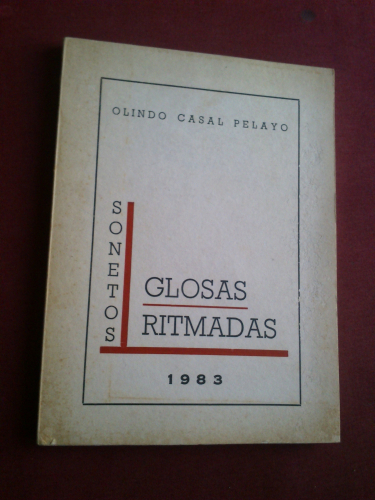 OLINDO CASAL PELAYO
SONETOS
GLOSAS
RITMADAS
1983